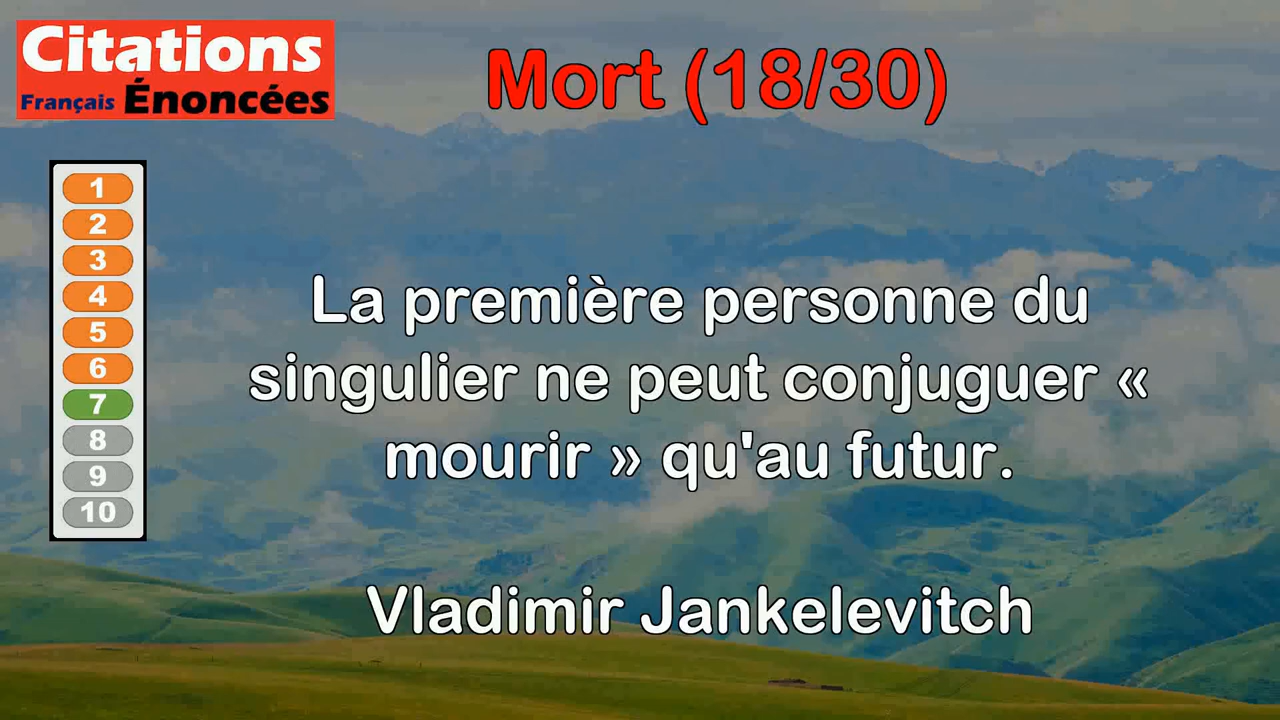 Citations
Français Énoncées
Mort (18/30)
1
2
3
4
5
6
7
8
9
10
La première personne du
singulier ne peut conjuguer «
mourir » qu'au futur.
Vladimir Jankelevitch